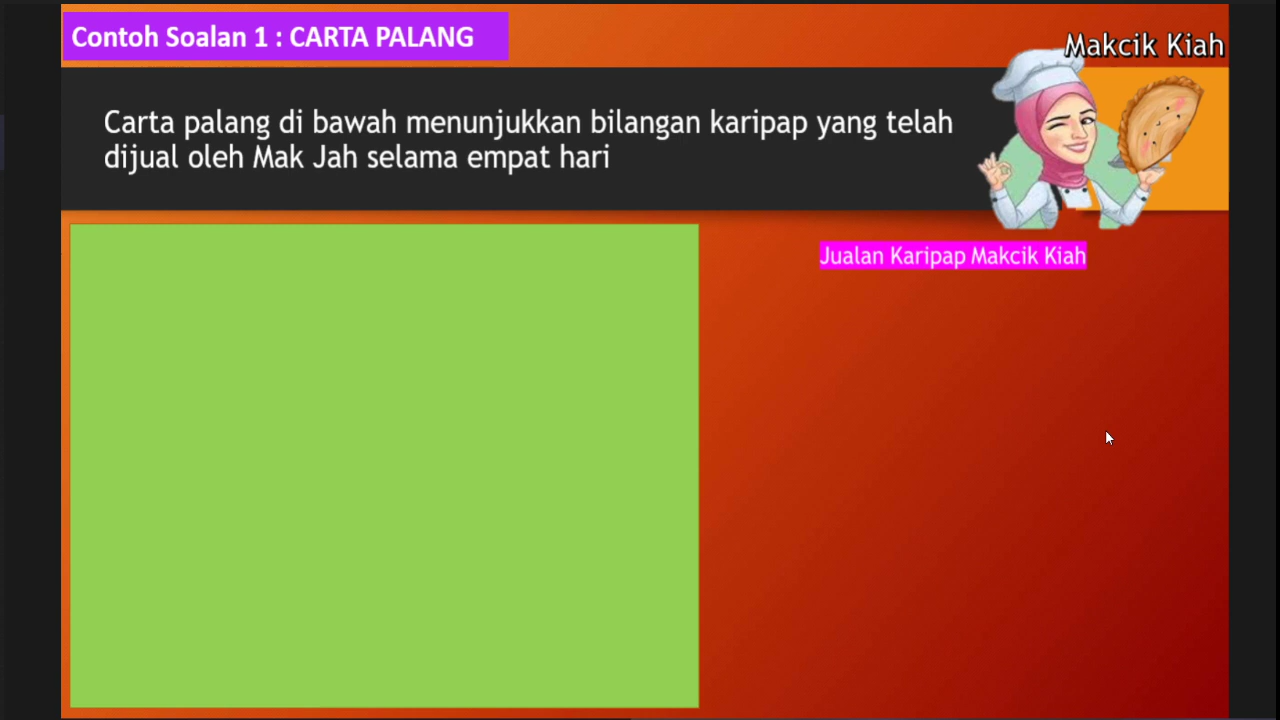 Contoh Soalan 1 : CARTA PALANG
Makcik Kiah
Carta palang di bawah menunjukkan bilangan karipap yang telah
dijual oleh Mak Jah selama empat hari
Jualan Karipap Makcik Kiah